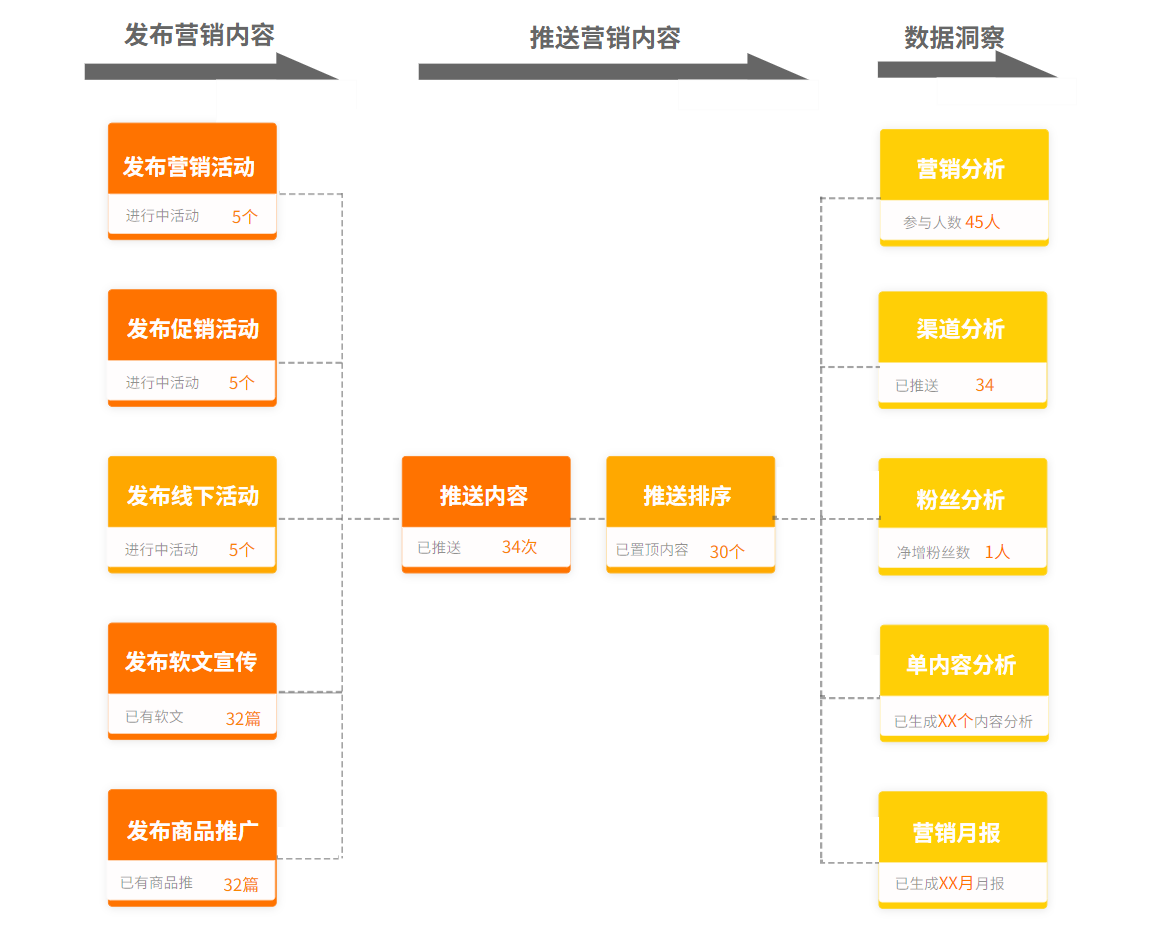 发布营销内容
推送营销内容
数据洞察
发布营销活动
进行中活动 5个
发布促销活动
进行中活动 5个
发布线下活动
进行中活动 5个
发布软文宣传
已有软文 32篇
发布商品推广
已有商品推 32篇
推送内容
已推送 34次
推送排序
已置顶内容 30个
营销分析
参与人数 45人
渠道分析
已推送 34
粉丝分析
净增粉丝数 1人
单内容分析
已生成XX个内容分析
营销月报
已生成XX月月报